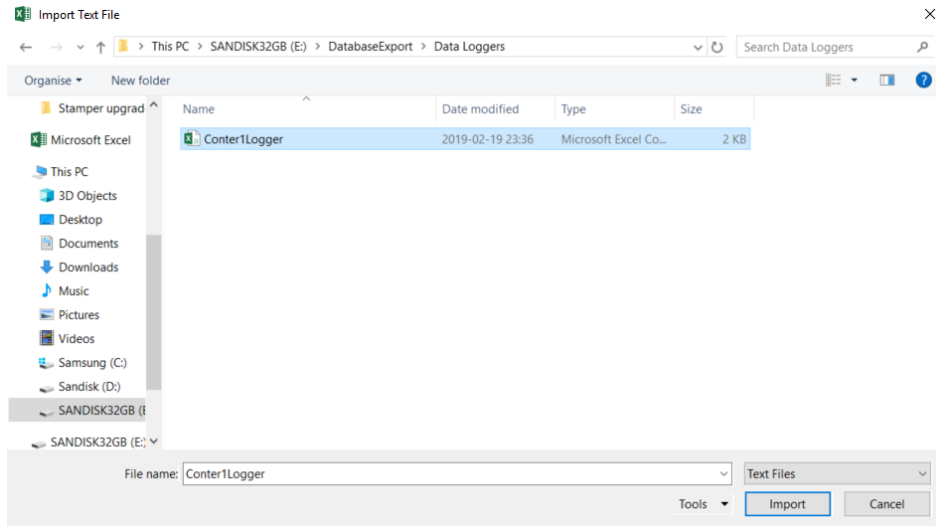 Import Text File
This PC > SANDISK32GB (E:) > DatabaseExport > Data Loggers
Search Data Loggers
Organise
New folder
Stamper upgrad
Microsoft Excel
This PC
3D Objects
Desktop
Documents
Downloads
Music
Pictures
Videos
Samsung (C:)
Sandisk (D:)
SANDISK32GB (E
SANDISK32GB (E:)
Name Date modified Type Size
Conter1Logger 2019-02-19 23:36 Microsoft Excel Co... 2 KB
File name: Conter1Logger
Text Files
Tools
Import
Cancel